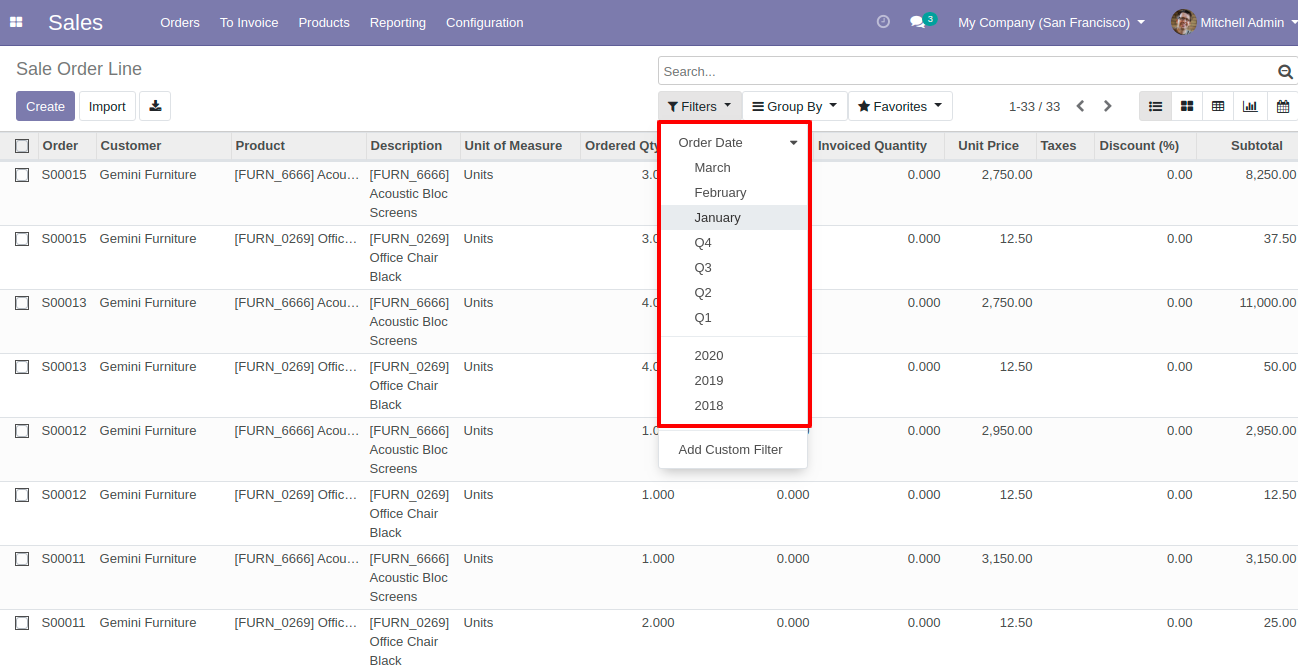 Sales Orders To Invoice Products Reporting Configuration 3 My Company (San Francisco) Mitchell Admin
Sale Order Line
Search...
Create Import Filters Group By Favorites 1-33 / 33
Order Customer Product Description Unit of Measure Ordered Qty Invoiced Quantity Unit Price Taxes Discount (%) Subtotal
Order Date
March
February
January
Q4
Q3
Q2
Q1
2020
2019
2018
Add Custom Filter
S00015 Gemini Furniture [FURN_6666] Acou… [FURN_6666] Units 3.0 0.000 2,750.00 0.00 8,250.00
Acoustic Bloc
Screens
S00015 Gemini Furniture [FURN_0269] Offic… [FURN_0269] Units 3.0 0.000 12.50 0.00 37.50
Office Chair
Black
S00013 Gemini Furniture [FURN_6666] Acou… [FURN_6666] Units 4.0 0.000 2,750.00 0.00 11,000.00
Acoustic Bloc
Screens
S00013 Gemini Furniture [FURN_0269] Offic… [FURN_0269] Units 4.0 0.000 12.50 0.00 50.00
Office Chair
Black
S00012 Gemini Furniture [FURN_6666] Acou… [FURN_6666] Units 1.0 0.000 2,950.00 0.00 2,950.00
Acoustic Bloc
Screens
S00012 Gemini Furniture [FURN_0269] Offic… [FURN_0269] Units 1.000 0.000 0.000 12.50 0.00 12.50
Office Chair
Black
S00011 Gemini Furniture [FURN_6666] Acou… [FURN_6666] Units 1.000 0.000 0.000 3,150.00 0.00 3,150.00
Acoustic Bloc
Screens
S00011 Gemini Furniture [FURN_0269] Offic… [FURN_0269] Units 2.000 0.000 0.000 12.50 0.00 25.00
Office Chair
Black